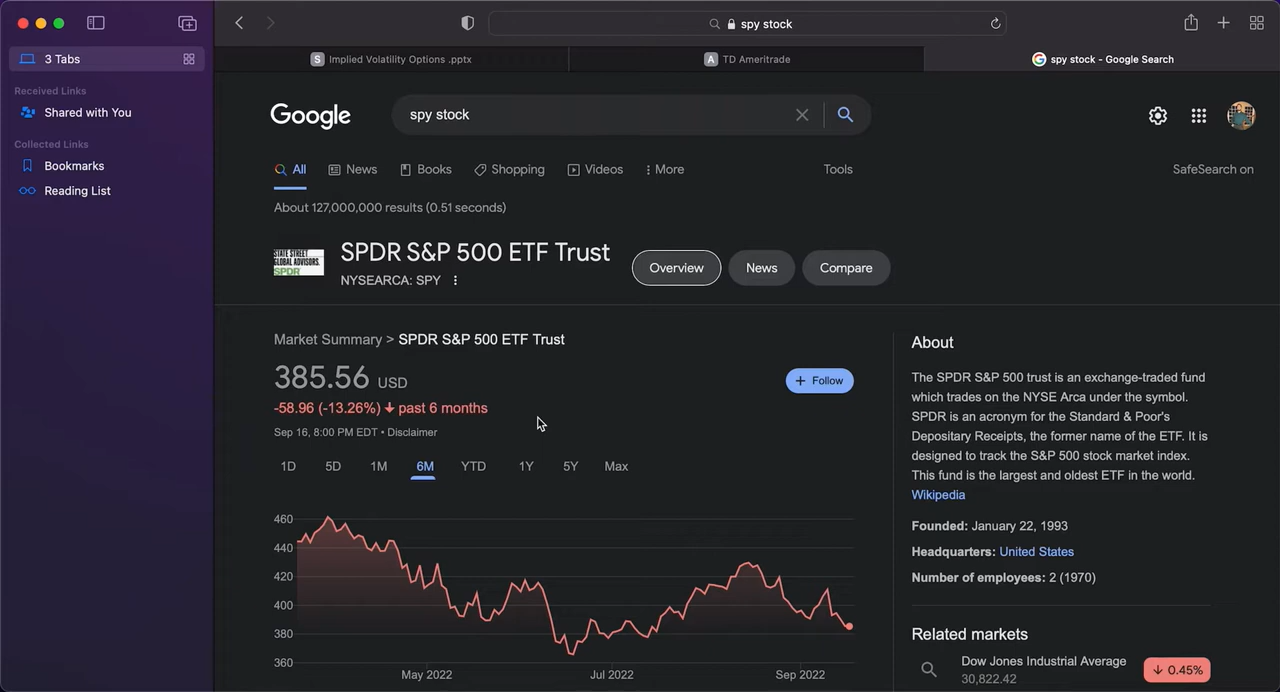 spy stock
3 Tabs
Implied Volatility Options .pptx
TD Ameritrade
spy stock - Google Search
Received Links
Shared with You
Collected Links
Bookmarks
Reading List
Google
spy stock
All
News
Books
Shopping
Videos
More
Tools
SafeSearch on
About 127,000,000 results (0.51 seconds)
STATE STREET
GLOBAL ADVISORS
SPDR
SPDR S&P 500 ETF Trust
NYSEARCA: SPY
Overview
News
Compare
Market Summary > SPDR S&P 500 ETF Trust
385.56 USD
+ Follow
-58.96 (-13.26%) ↓ past 6 months
Sep 16, 8:00 PM EDT • Disclaimer
1D 5D 1M 6M YTD 1Y 5Y Max
460
440
420
400
380
360
May 2022 Jul 2022 Sep 2022
About
The SPDR S&P 500 trust is an exchange-traded fund
which trades on the NYSE Arca under the symbol.
SPDR is an acronym for the Standard & Poor's
Depositary Receipts, the former name of the ETF. It is
designed to track the S&P 500 stock market index.
This fund is the largest and oldest ETF in the world.
Wikipedia
Founded: January 22, 1993
Headquarters: United States
Number of employees: 2 (1970)
Related markets
Dow Jones Industrial Average
30,822.42
↓ 0.45%